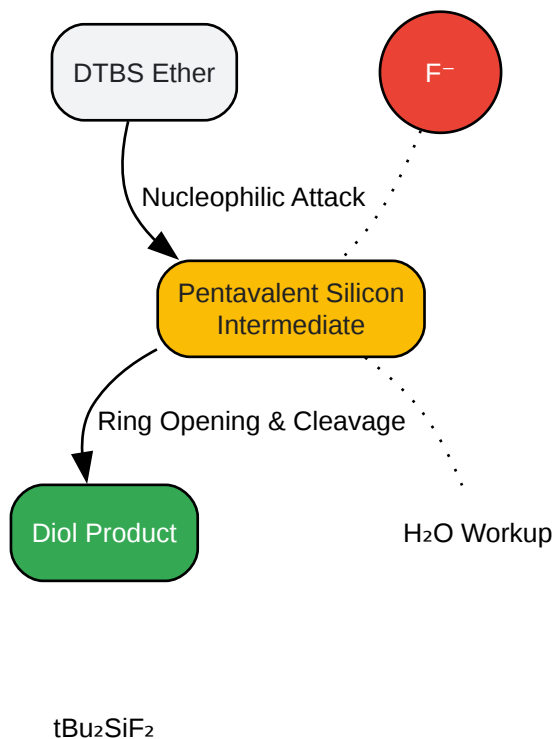 DTBS Ether
F⁻
Nucleophilic Attack
Pentavalent Silicon
Intermediate
Ring Opening & Cleavage
Diol Product
H₂O Workup
tBu₂SiF₂